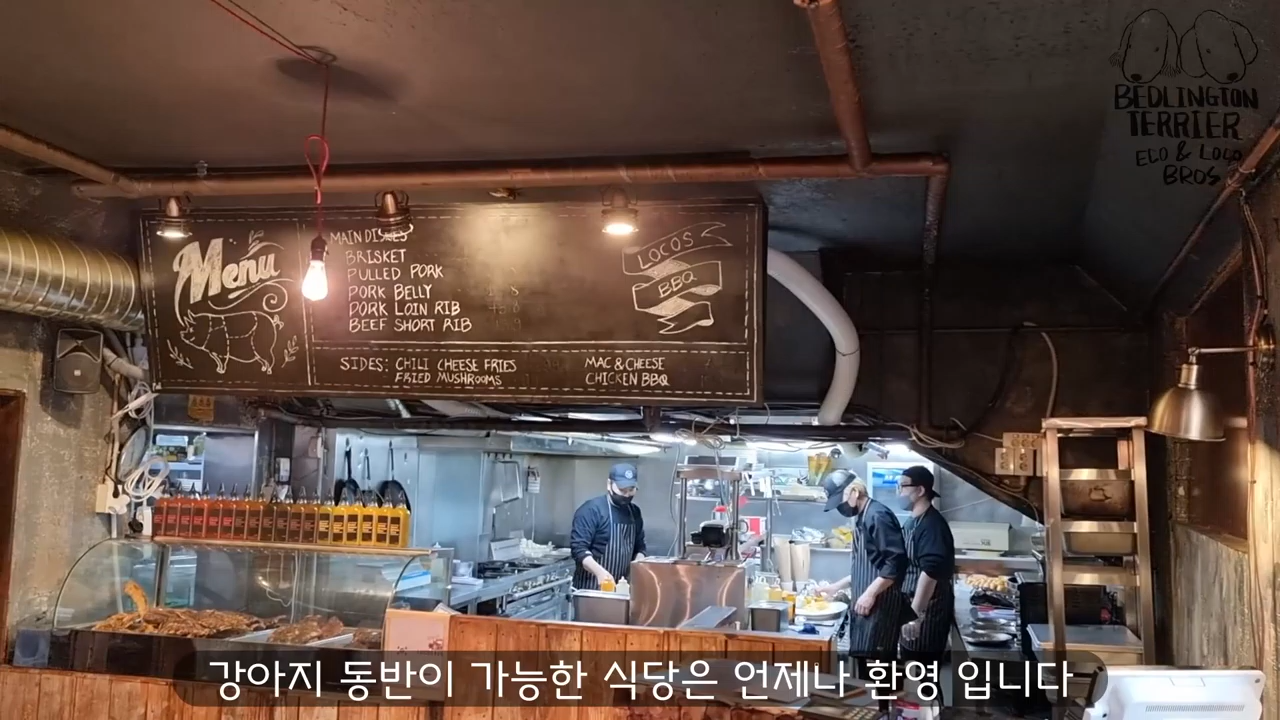 BEDLINGTON
TERRIER
ECO & LOCO
BROS
Menu
MAIN DISHES
BRISKET
PULLED PORK
PORK BELLY
PORK LOIN RIB
BEEF SHORT RIB
LOCOS
BBQ
SIDES: CHILI CHEESE FRIES
FRIED MUSHROOMS
MAC & CHEESE
CHICKEN BBQ
강아지 동반이 가능한 식당은 언제나 환영 입니다